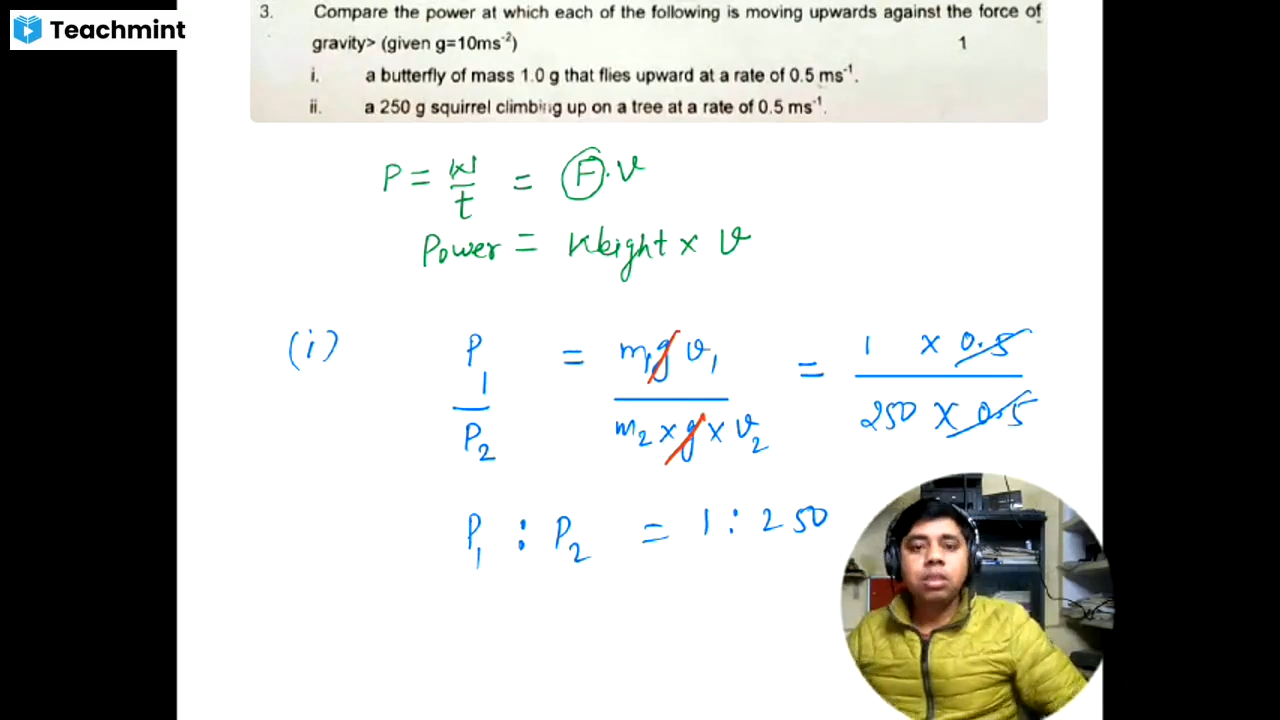 Teachmint
3. Compare the power at which each of the following is moving upwards against the force of
gravity> (given g=10ms⁻²) 1
i. a butterfly of mass 1.0 g that flies upward at a rate of 0.5 ms⁻¹.
ii. a 250 g squirrel climbing up on a tree at a rate of 0.5 ms⁻¹.
P = W/t = F.v
Power = Weight x v
(i) P₁/P₂ = m₁g v₁ / m₂ x g x v₂ = 1 x 0.5 / 250 x 0.5
P₁ : P₂ = 1 : 250